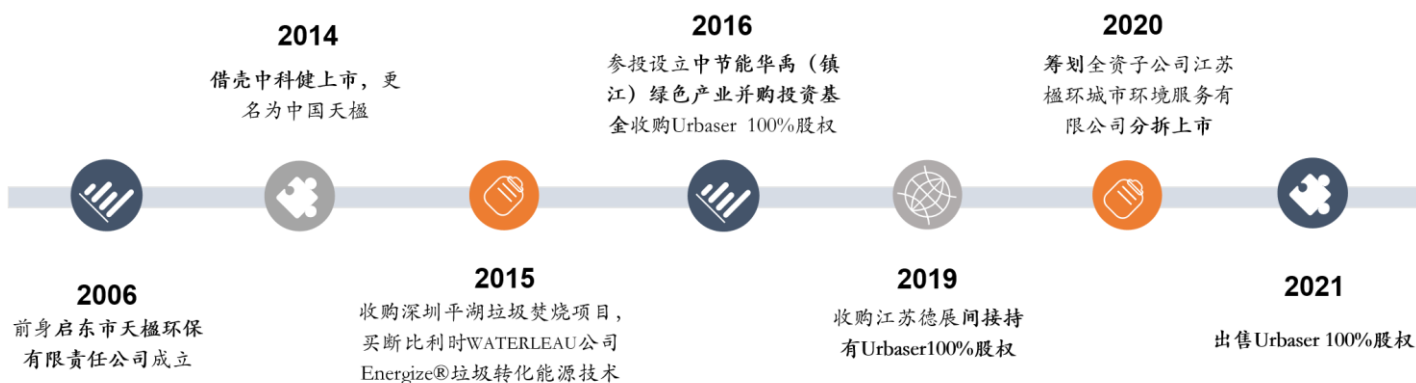 2006
前身启东市天楹环保
有限责任公司成立
2014
借壳中科健上市，更
名为中国天楹
2015
收购深圳平湖垃圾焚烧项目，
买断比利时WATERLEAU公司
Energize®垃圾转化能源技术
2016
参投设立中节能华禹（镇
江）绿色产业并购投资基
金收购Urbaser 100%股权
2019
收购江苏德展间接持
有Urbaser100%股权
2020
筹划全资子公司江苏
楹环城市环境服务有
限公司分拆上市
2021
出售Urbaser 100%股权